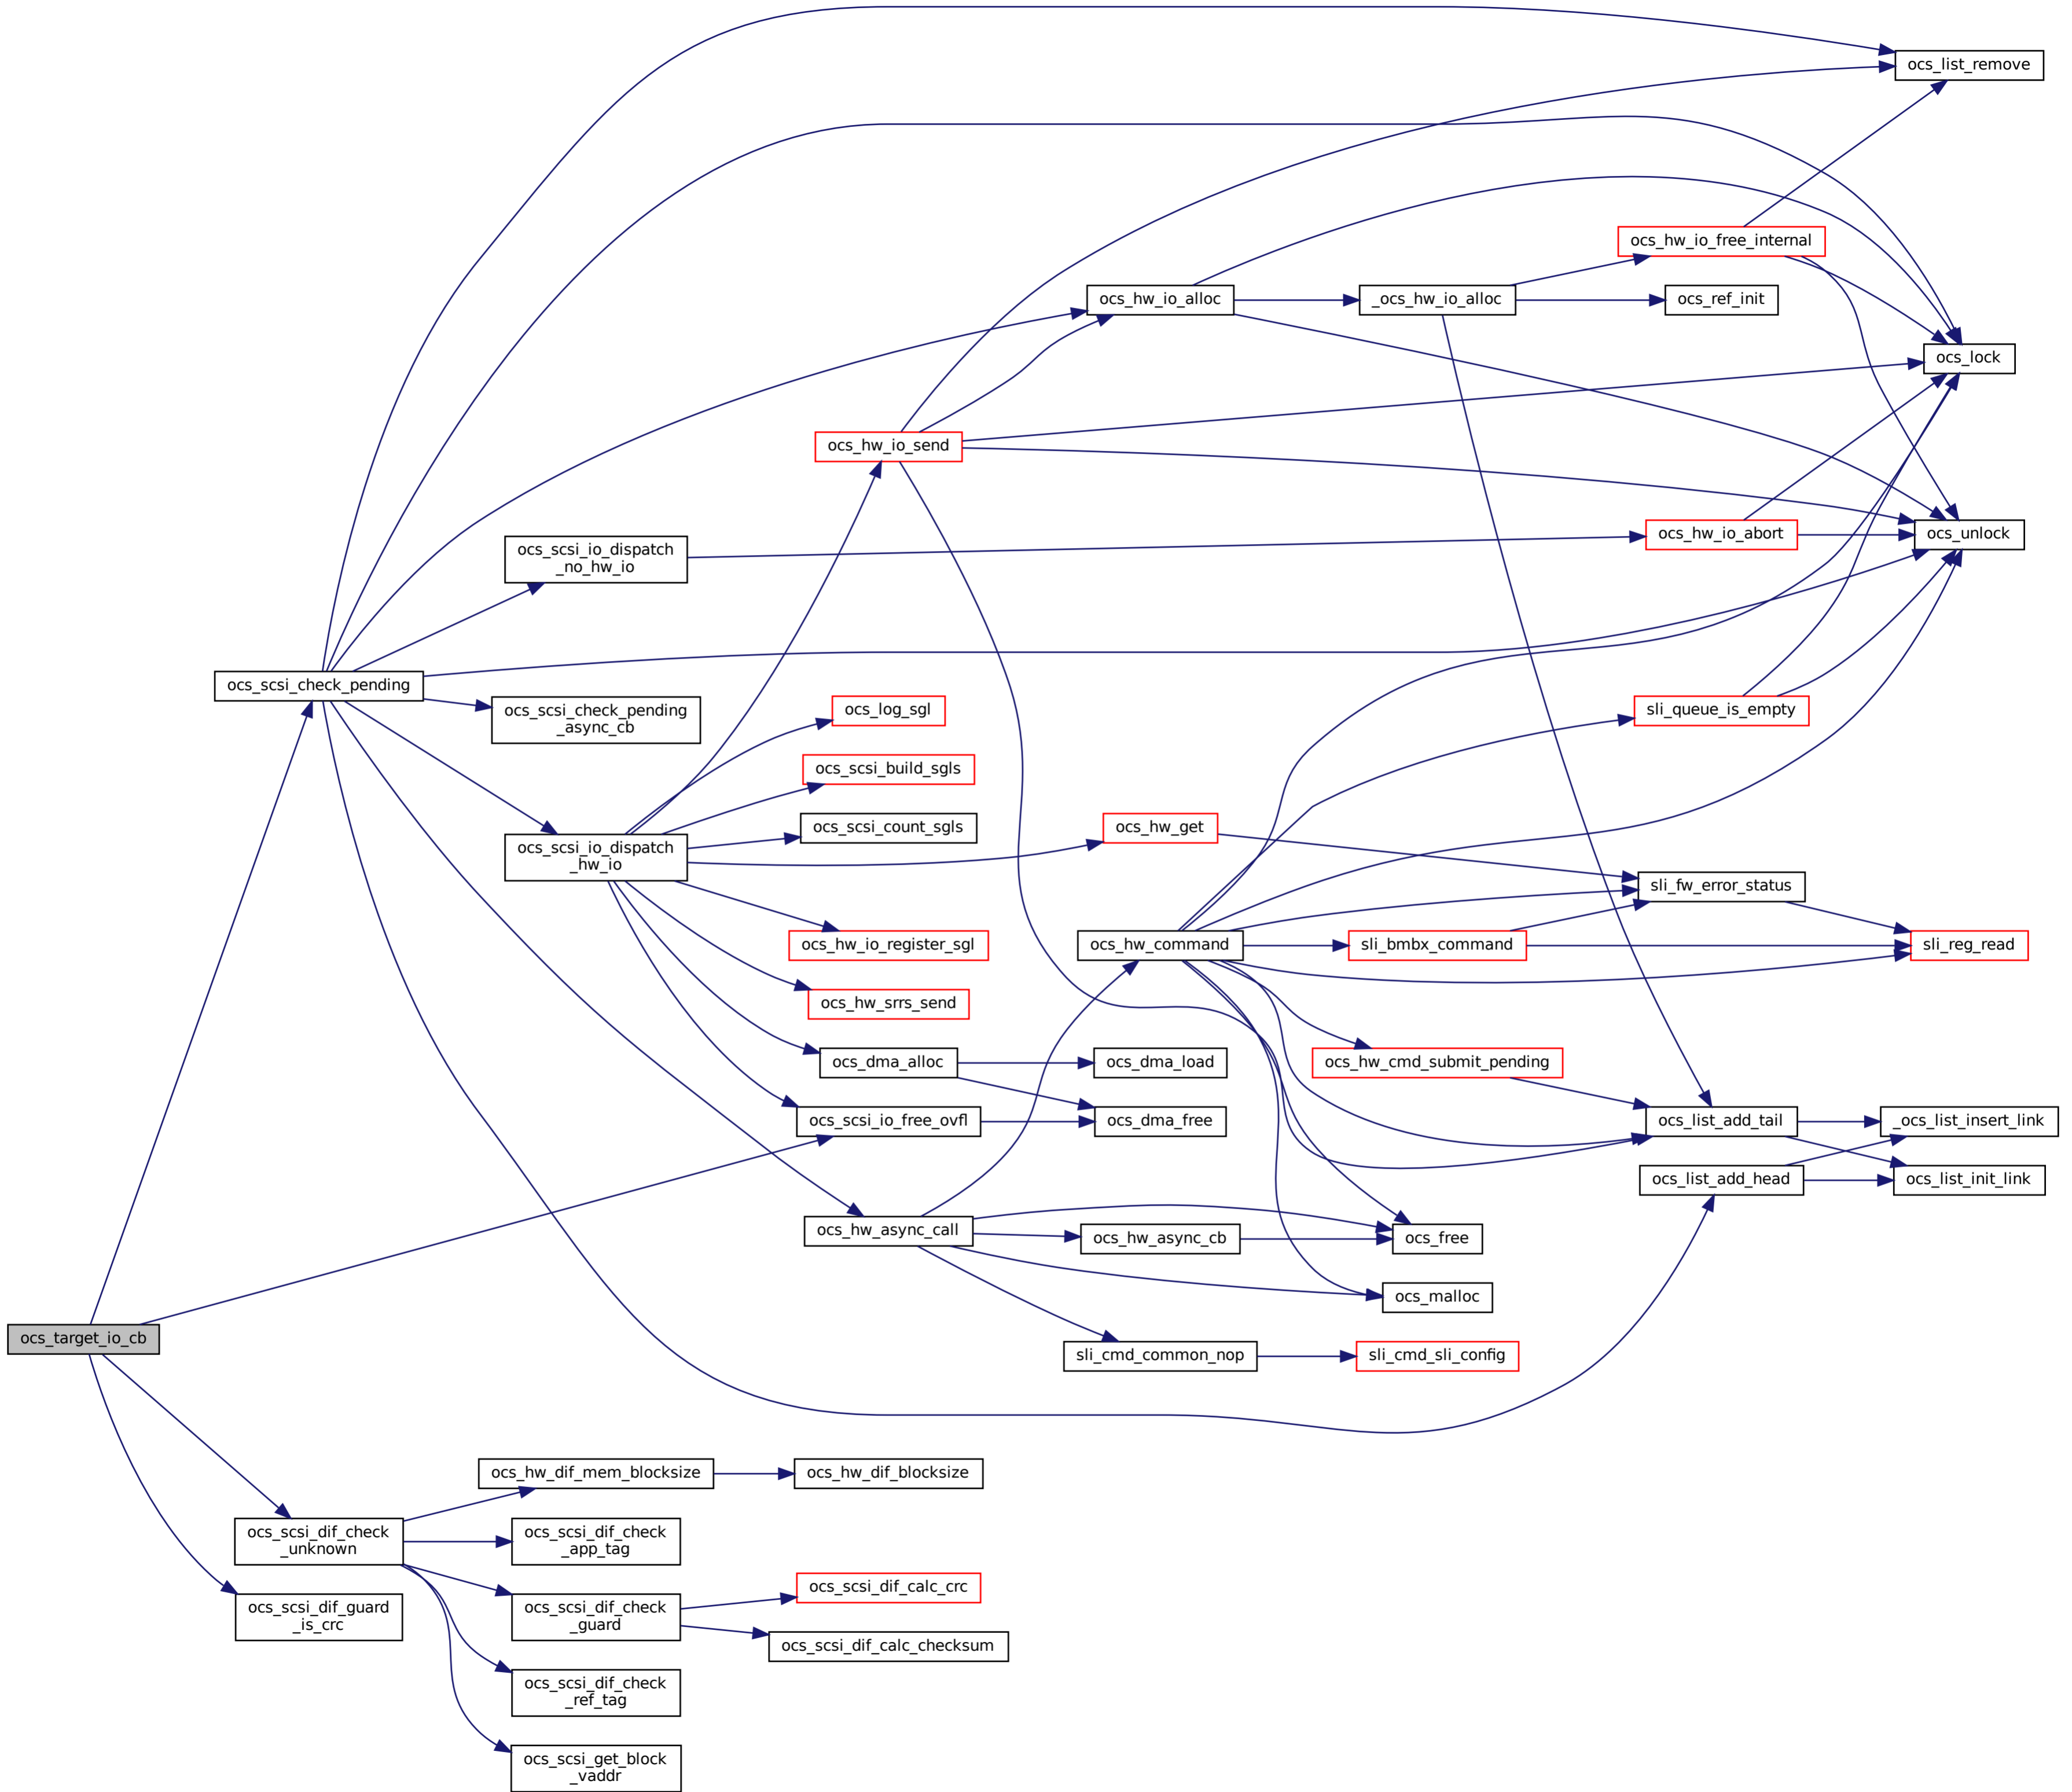 ocs_list_remove
ocs_hw_io_free_internal
ocs_hw_io_alloc
_ocs_hw_io_alloc
ocs_ref_init
ocs_lock
ocs_hw_io_send
ocs_scsi_io_dispatch
_no_hw_io
ocs_hw_io_abort
ocs_unlock
ocs_scsi_check_pending
ocs_scsi_check_pending
_async_cb
ocs_log_sgl
sli_queue_is_empty
ocs_scsi_build_sgls
ocs_scsi_count_sgls
ocs_hw_get
ocs_scsi_io_dispatch
_hw_io
sli_fw_error_status
ocs_hw_io_register_sgl
ocs_hw_command
sli_bmbx_command
sli_reg_read
ocs_hw_srrs_send
ocs_dma_alloc
ocs_dma_load
ocs_hw_cmd_submit_pending
ocs_scsi_io_free_ovfl
ocs_dma_free
ocs_list_add_tail
_ocs_list_insert_link
ocs_list_add_head
ocs_list_init_link
ocs_hw_async_call
ocs_hw_async_cb
ocs_free
ocs_malloc
ocs_target_io_cb
sli_cmd_common_nop
sli_cmd_sli_config
ocs_hw_dif_mem_blocksize
ocs_hw_dif_blocksize
ocs_scsi_dif_check
_unknown
ocs_scsi_dif_check
_app_tag
ocs_scsi_dif_guard
_is_crc
ocs_scsi_dif_check
_guard
ocs_scsi_dif_calc_crc
ocs_scsi_dif_calc_checksum
ocs_scsi_dif_check
_ref_tag
ocs_scsi_get_block
_vaddr